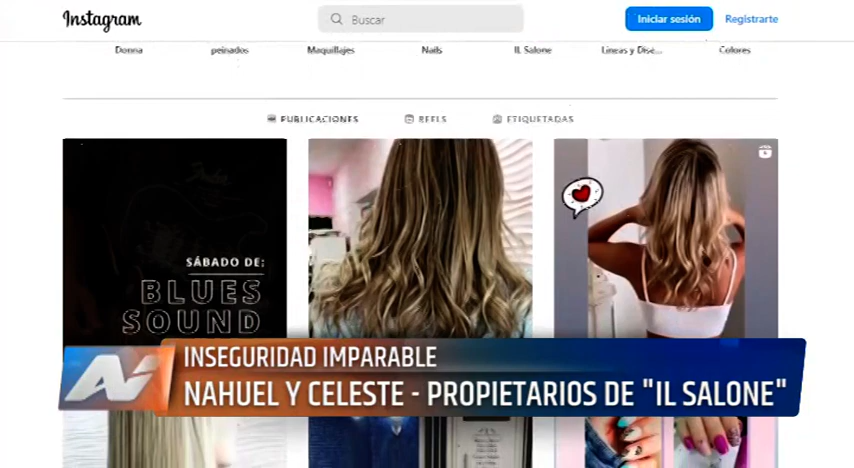 Instagram
Buscar
Iniciar sesión
Registrarte
Donna
peinados
Maquillajes
Nails
IL Salone
Lineas y Dise...
Colores
PUBLICACIONES
REELS
ETIQUETADAS
SÁBADO DE:
BLUES
SOUND
INSEGURIDAD IMPARABLE
NAHUEL Y CELESTE - PROPIETARIOS DE "IL SALONE"